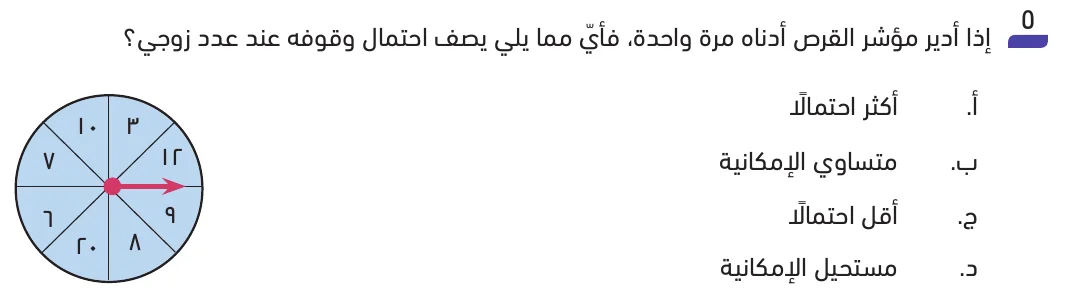 ٥
إذا أدير مؤشر القرص أدناه مرة واحدة، فأيّ مما يلي يصف احتمال وقوفه عند عدد زوجي؟
أ. أكثر احتمالًا
ب. متساوي الإمكانية
ج. أقل احتمالًا
د. مستحيل الإمكانية
١٠ ٣
٧ ١٢
٦ ٩
٢٠ ٨